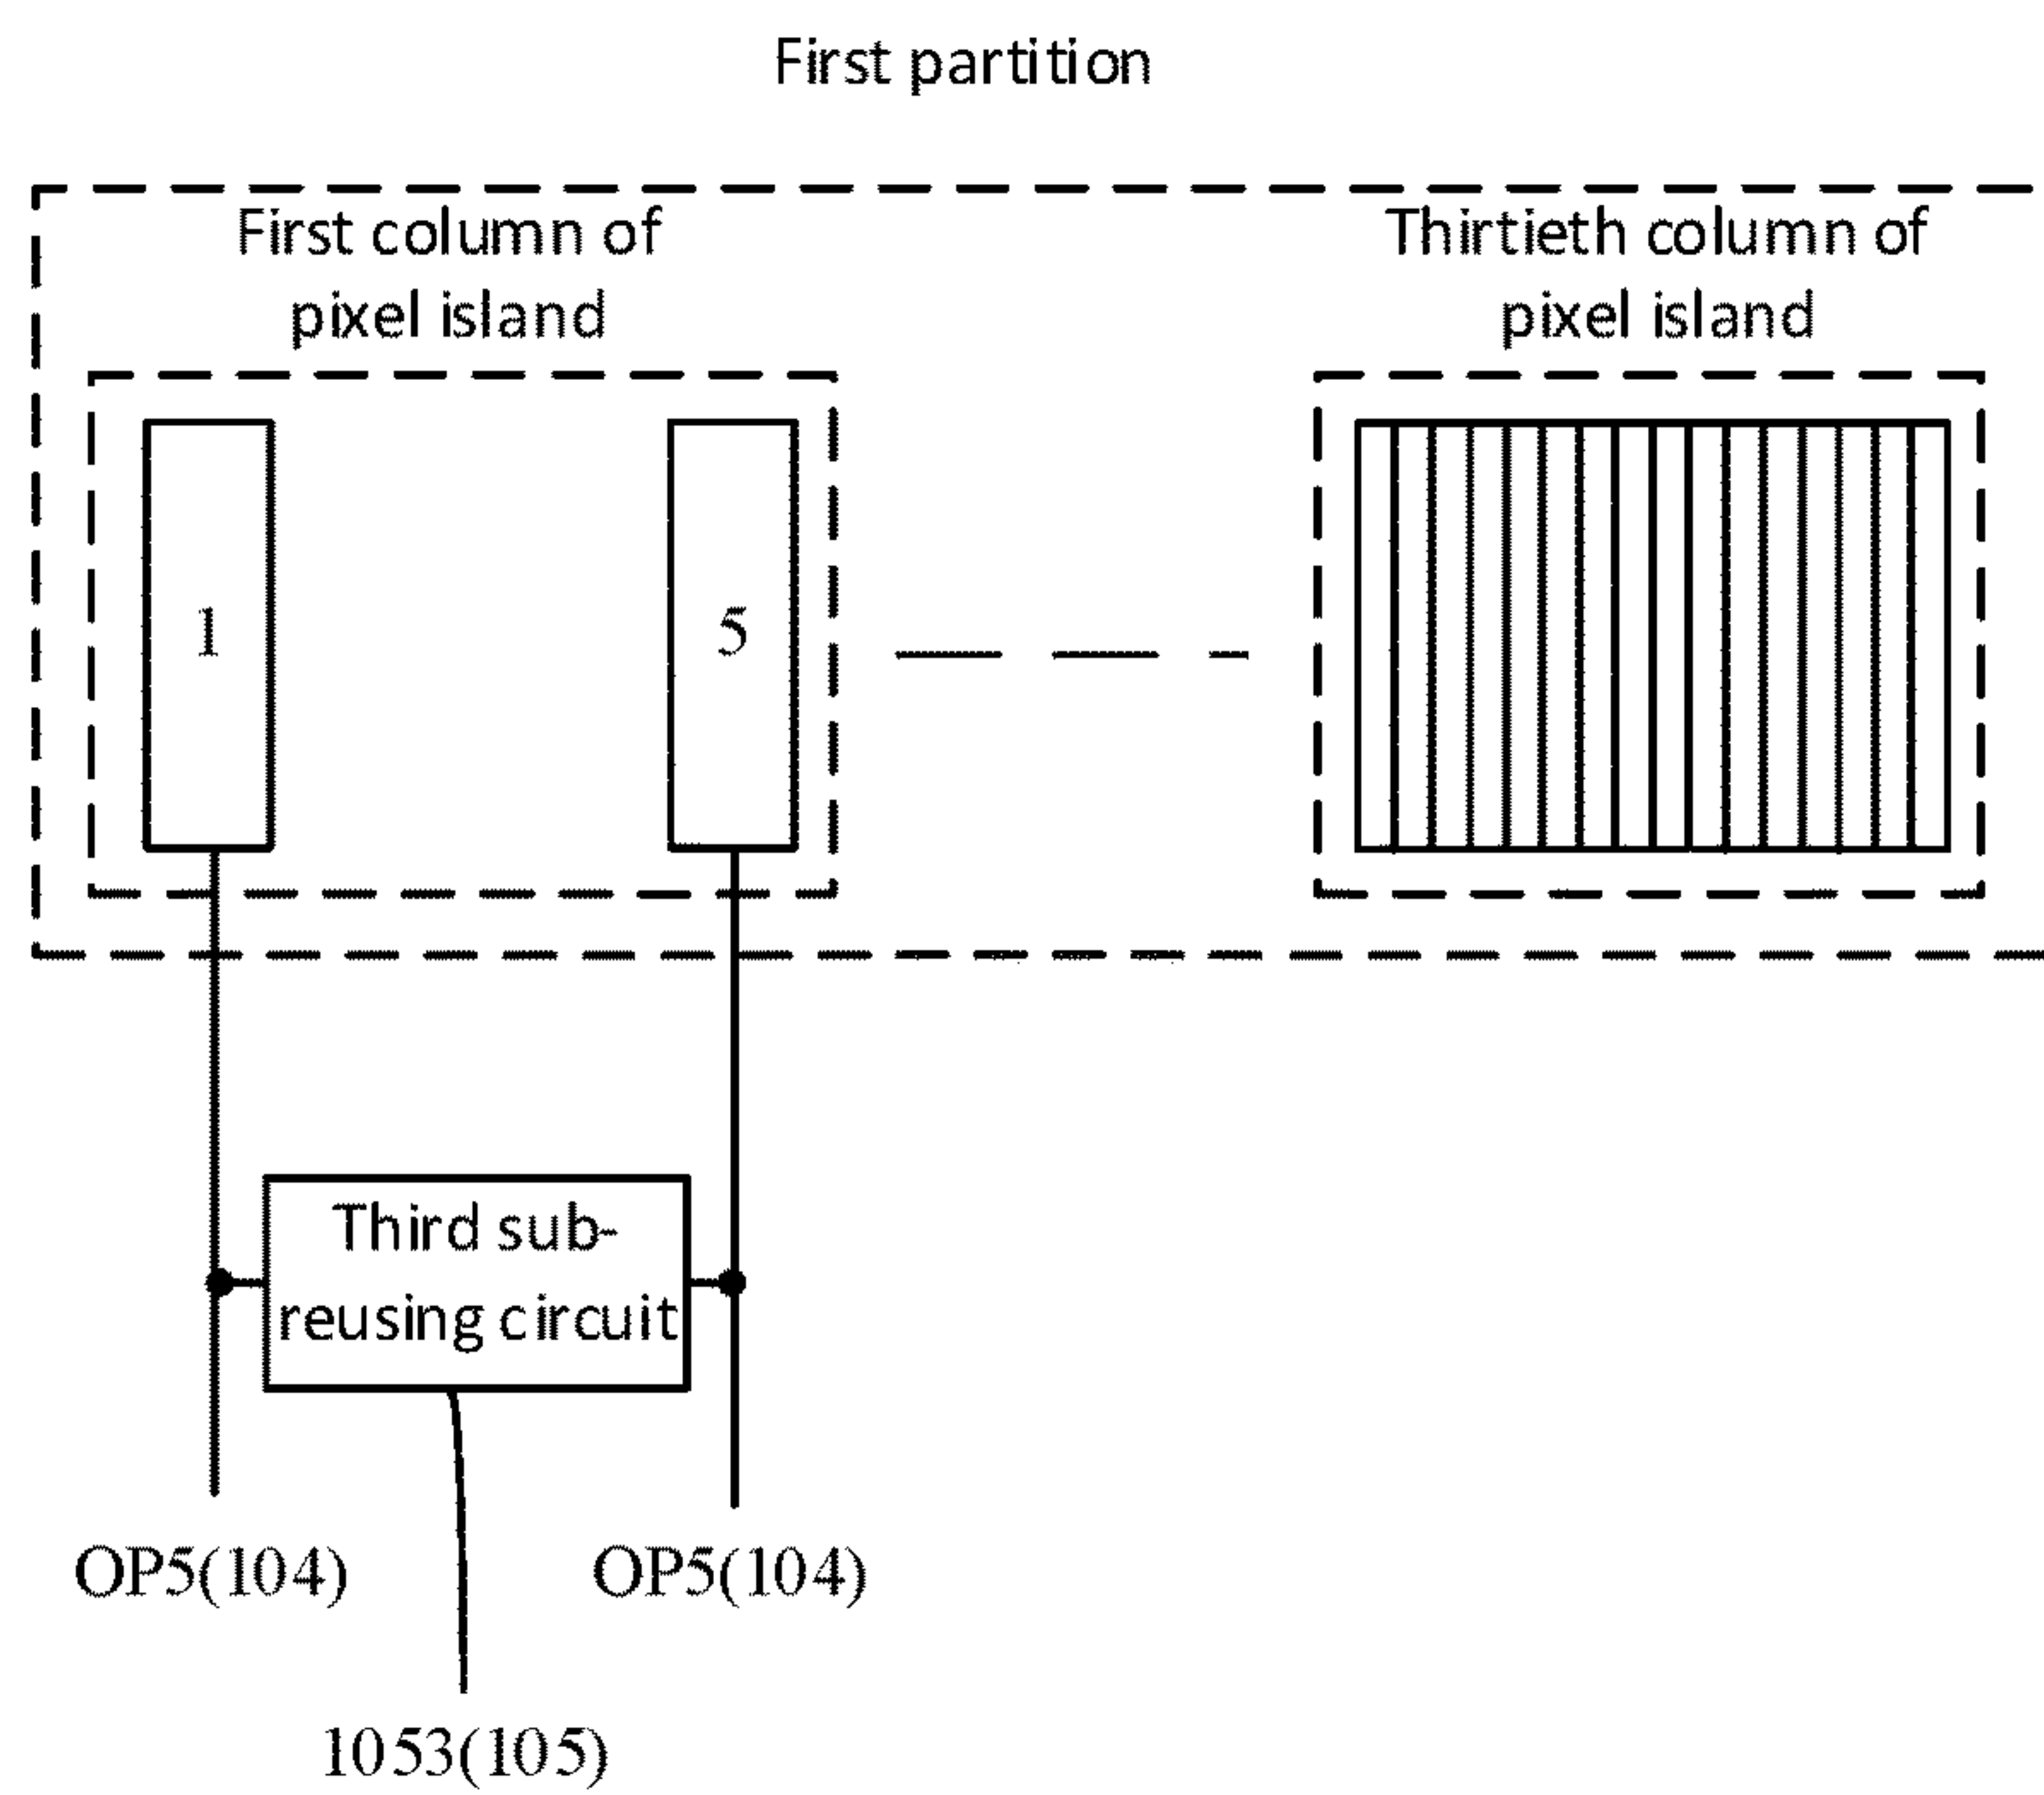 First partition
First column of
pixel island
Thirtieth column of
pixel island
1
5
Third sub-
reusing circuit
OP5(104)
OP5(104)
1053(105)